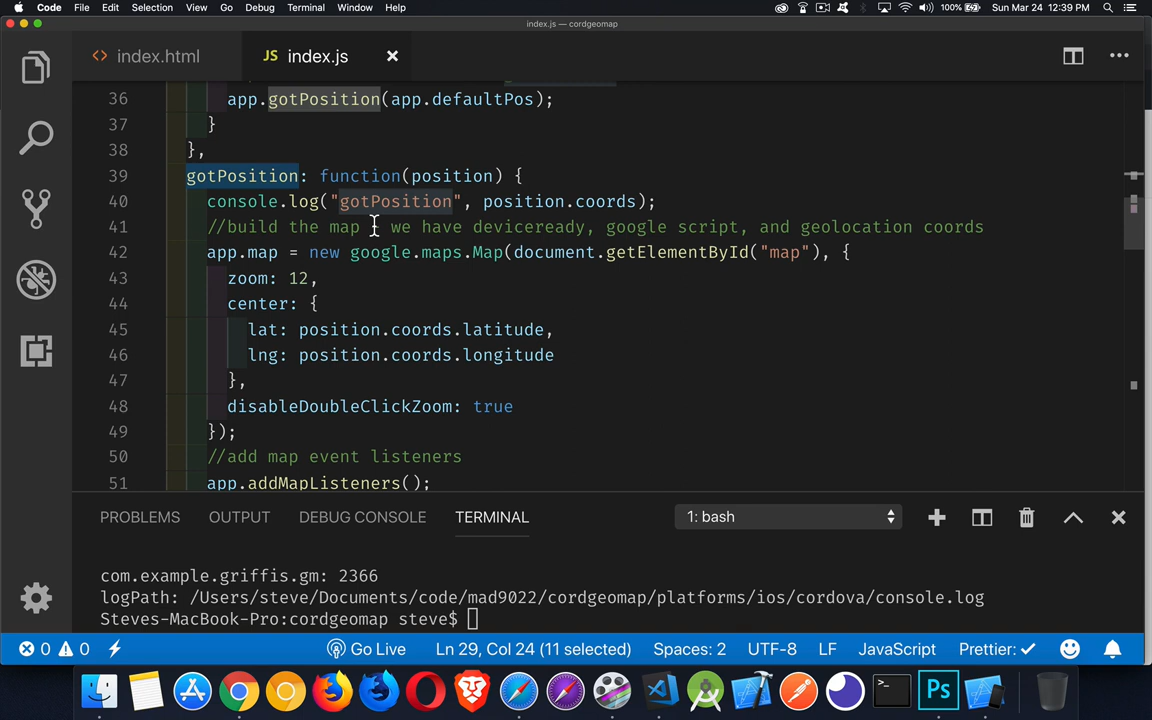 Code File Edit Selection View Go Debug Terminal Window Help 100% Sun Mar 24 12:39 PM
index.js — cordgeomap
<> index.html JS index.js
36 app.gotPosition(app.defaultPos);
37 }
38 },
39 gotPosition: function(position) {
40 console.log("gotPosition", position.coords);
41 //build the map - we have deviceready, google script, and geolocation coords
42 app.map = new google.maps.Map(document.getElementById("map"), {
43 zoom: 12,
44 center: {
45 lat: position.coords.latitude,
46 lng: position.coords.longitude
47 },
48 disableDoubleClickZoom: true
49 });
50 //add map event listeners
51 app.addMapListeners();
PROBLEMS OUTPUT DEBUG CONSOLE TERMINAL 1: bash
com.example.griffis.gm: 2366
logPath: /Users/steve/Documents/code/mad9022/cordgeomap/platforms/ios/cordova/console.log
Steves-MacBook-Pro:cordgeomap steve$
0 0 Go Live Ln 29, Col 24 (11 selected) Spaces: 2 UTF-8 LF JavaScript Prettier: ✓
Ps